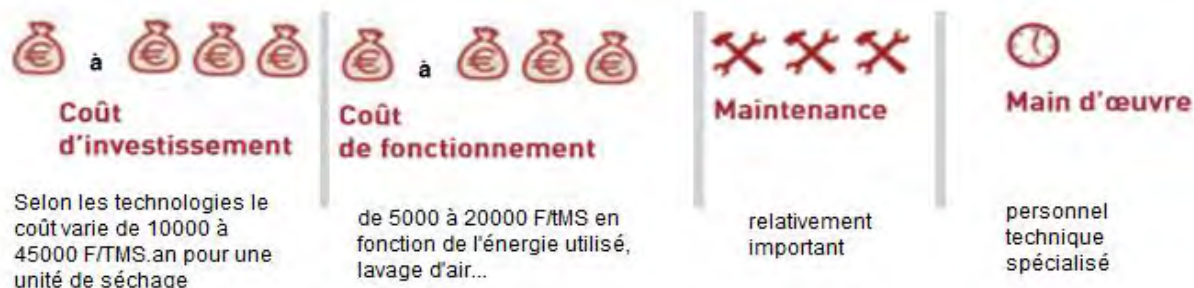 à
Coût
d'investissement
Selon les technologies le
coût varie de 10000 à
45000 F/TMS.an pour une
unité de séchage
à
Coût
de fonctionnement
de 5000 à 20000 F/tMS en
fonction de l'énergie utilisé,
lavage d'air...
Maintenance
relativement
important
Main d'œuvre
personnel
technique
spécialisé